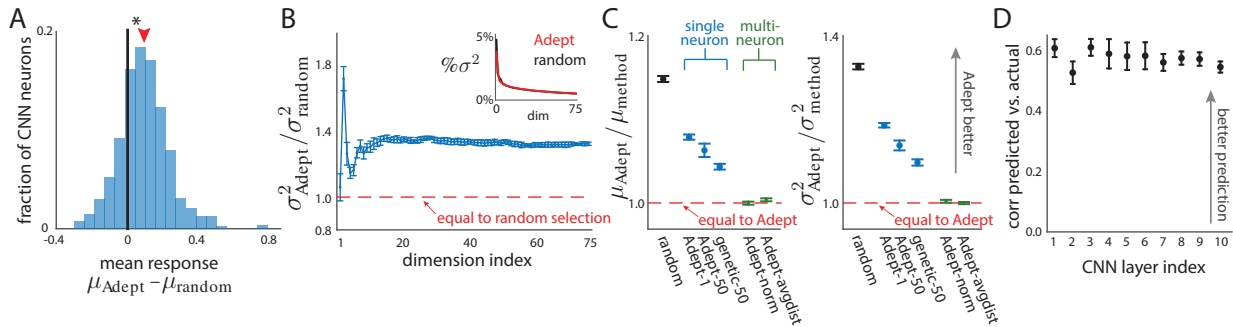 A
fraction of CNN neurons
0.2
0
*
-0.4
0
0.4
0.8
mean response
μAdept − μrandom
B
σ²Adept / σ²random
1.8
1.6
1.4
1.2
1.0
0.8
1
20
40
60
75
dimension index
equal to random selection
%σ²
5%
0%
0
75
dim
Adept
random
C
μAdept / μmethod
1.2
1.0
single
neuron
multi-
neuron
equal to Adept
random
Adept-1
Adept-50
genetic-50
Adept-norm
Adept-avgdist
σ²Adept / σ²method
1.4
1.0
Adept better
equal to Adept
random
Adept-1
Adept-50
genetic-50
Adept-norm
Adept-avgdist
D
corr predicted vs. actual
0.6
0.4
0.2
0
1
2
3
4
5
6
7
8
9
10
CNN layer index
better prediction